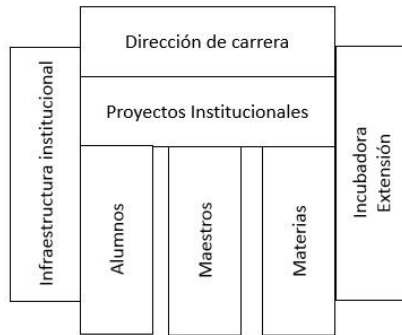 Dirección de carrera
Proyectos Institucionales
Infraestructura institucional
Alumnos
Maestros
Materias
Incubadora
Extensión